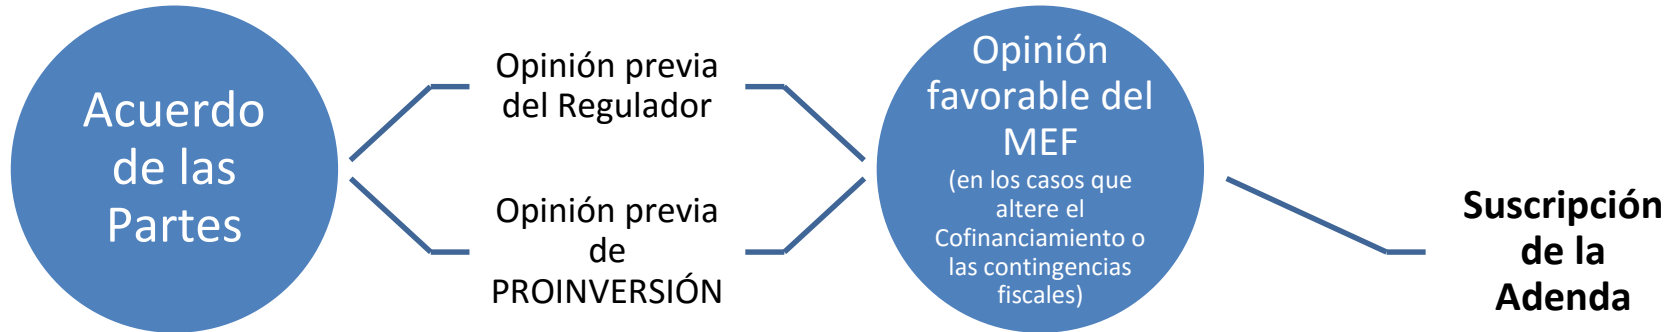 Acuerdo
de las
Partes
Opinión previa
del Regulador
Opinión previa
de
PROINVERSIÓN
Opinión
favorable del
MEF
(en los casos que
altere el
Cofinanciamiento o
las contingencias
fiscales)
Suscripción
de la
Adenda